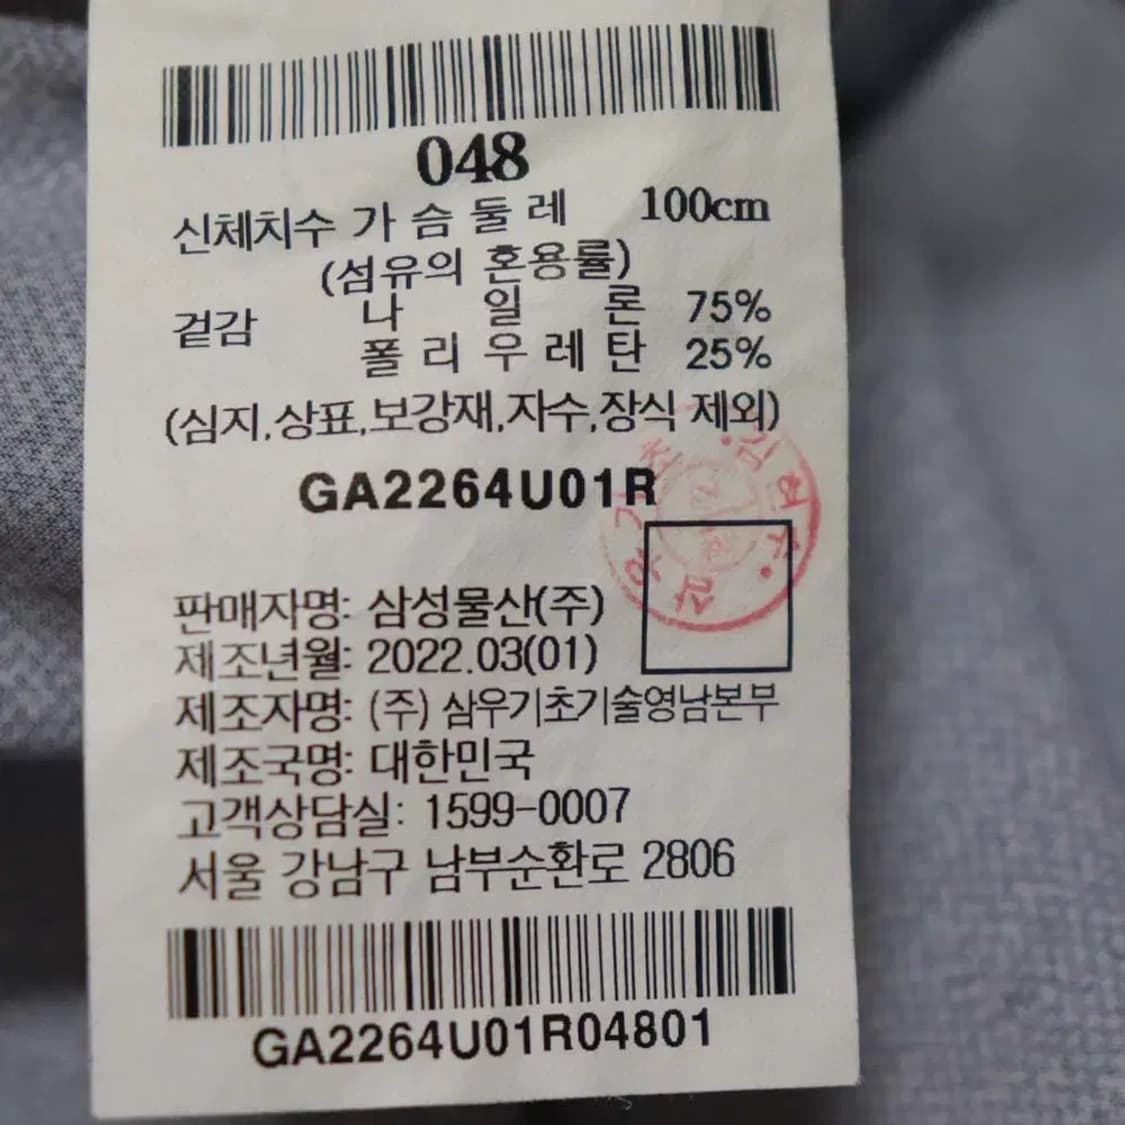 048
신체치수 가 슴 둘 레 100cm
(섬유의 혼용률)
겉감 나 일 론 75%
폴 리 우 레 탄 25%
(심지,상표,보강재,자수,장식 제외)
GA2264U01R
판매자명: 삼성물산(주)
제조년월: 2022.03(01)
제조자명: (주) 삼우기초기술영남본부
제조국명: 대한민국
고객상담실: 1599-0007
서울 강남구 남부순환로 2806
GA2264U01R04801